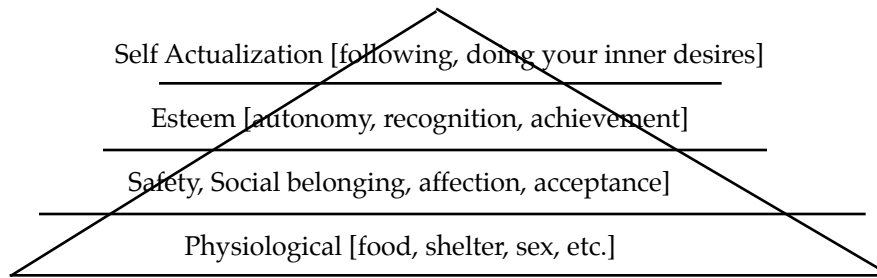 Self Actualization [following, doing your inner desires]
Esteem [autonomy, recognition, achievement]
Safety, Social belonging, affection, acceptance]
Physiological [food, shelter, sex, etc.]